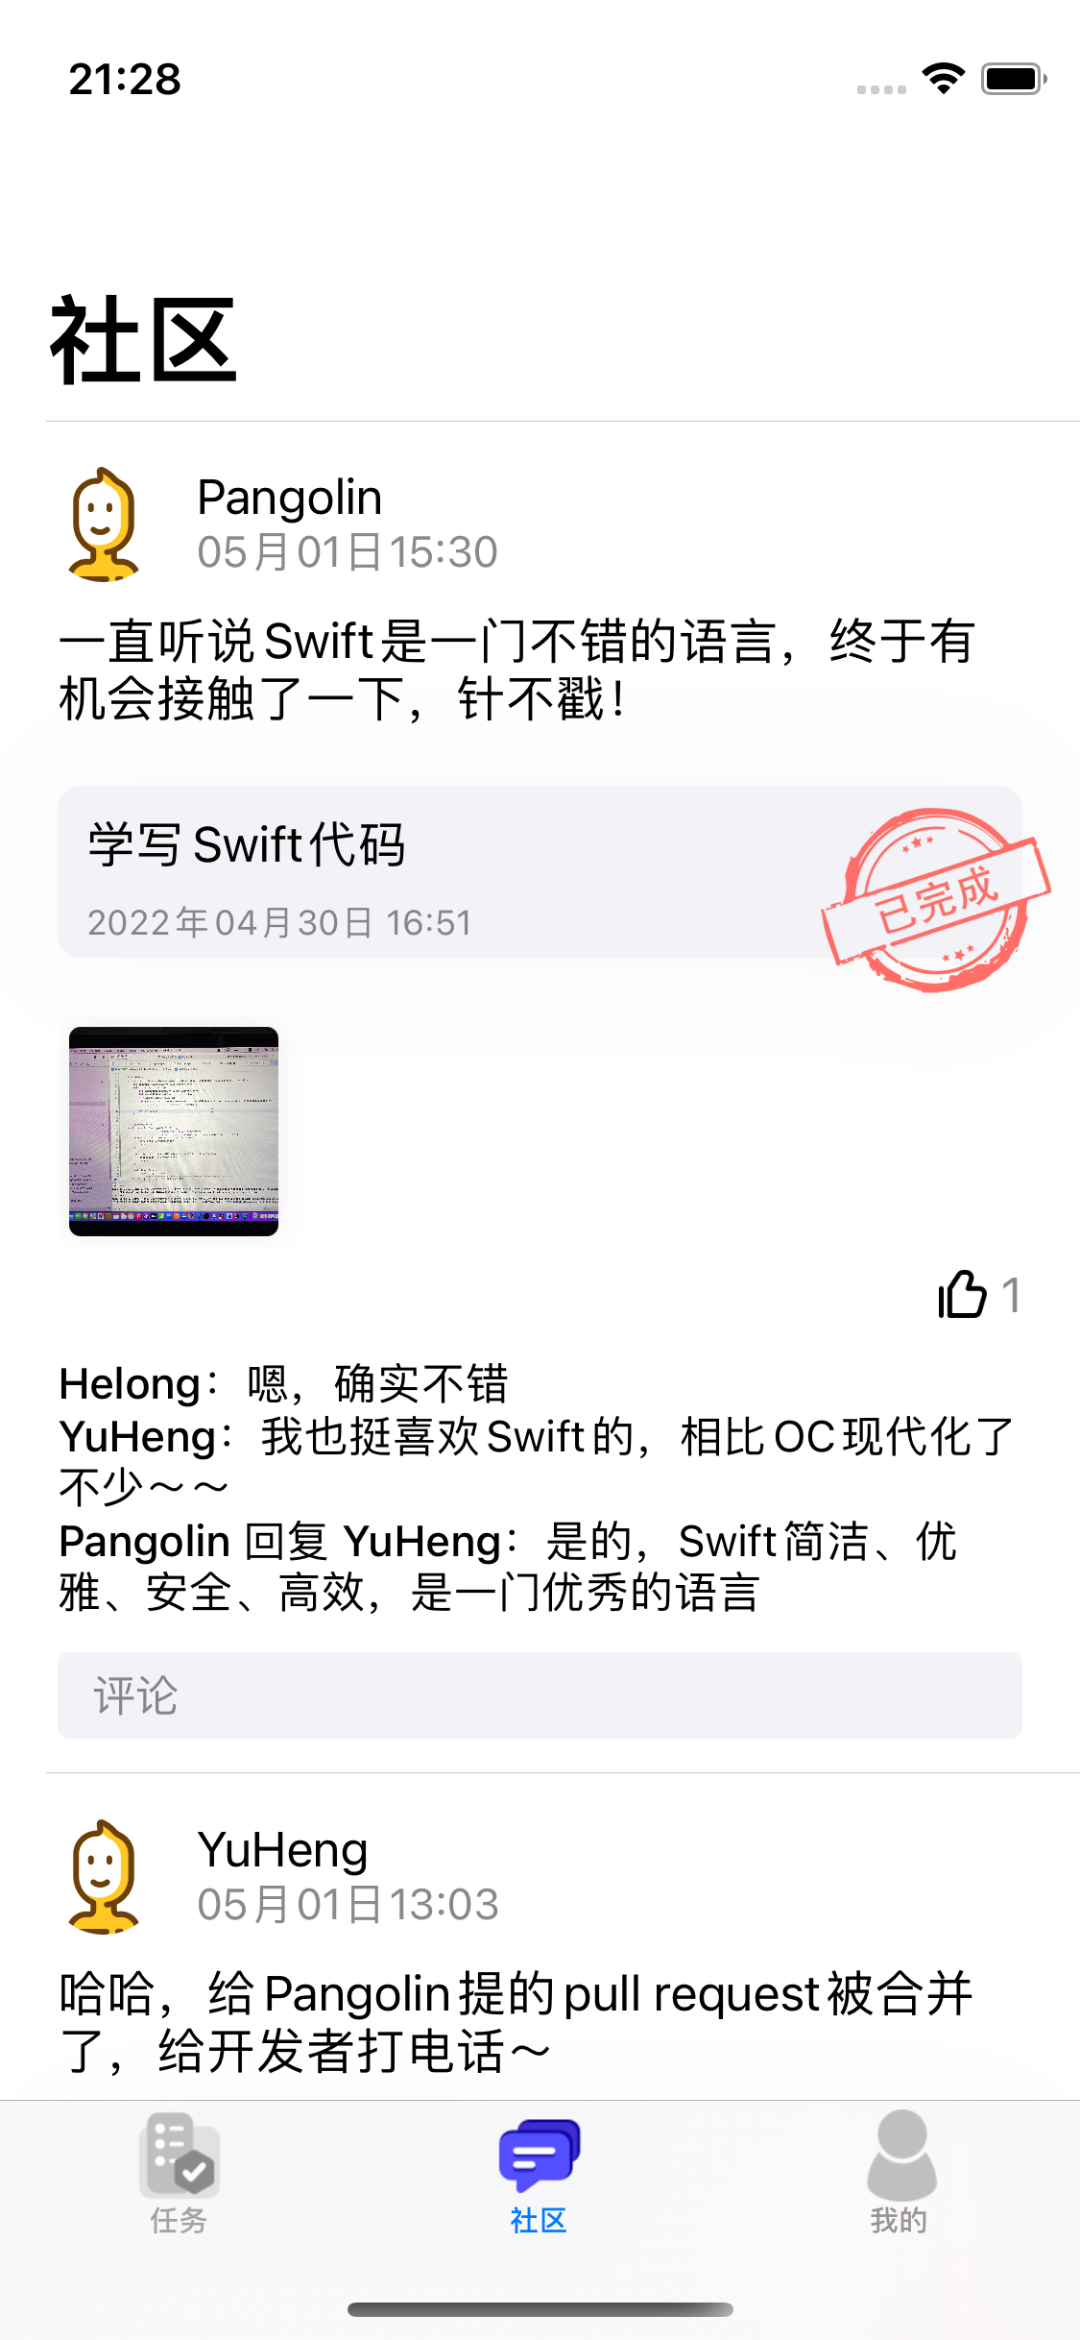 21:28
社区
Pangolin
05月01日15:30
一直听说Swift是一门不错的语言，终于有
机会接触了一下，针不戳！
学写Swift代码
2022年04月30日 16:51
已完成
1
Helong：嗯，确实不错
YuHeng：我也挺喜欢Swift的，相比OC现代化了
不少～～
Pangolin 回复 YuHeng：是的，Swift简洁、优
雅、安全、高效，是一门优秀的语言
评论
YuHeng
05月01日13:03
哈哈，给Pangolin提的pull request被合并
了，给开发者打电话～
任务
社区
我的